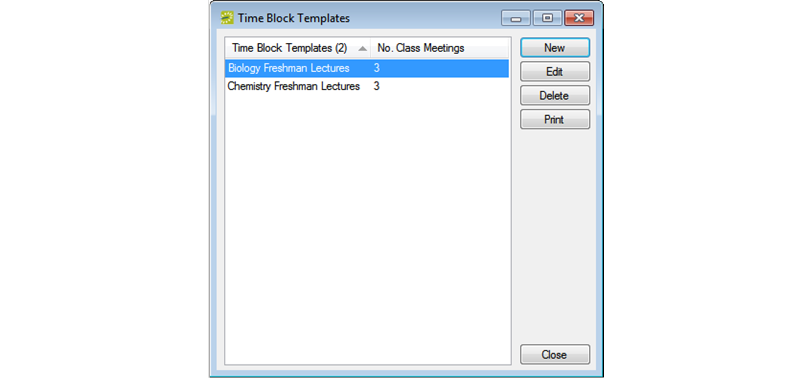 Time Block Templates
Time Block Templates (2) No. Class Meetings
Biology Freshman Lectures 3
Chemistry Freshman Lectures 3
New
Edit
Delete
Print
Close